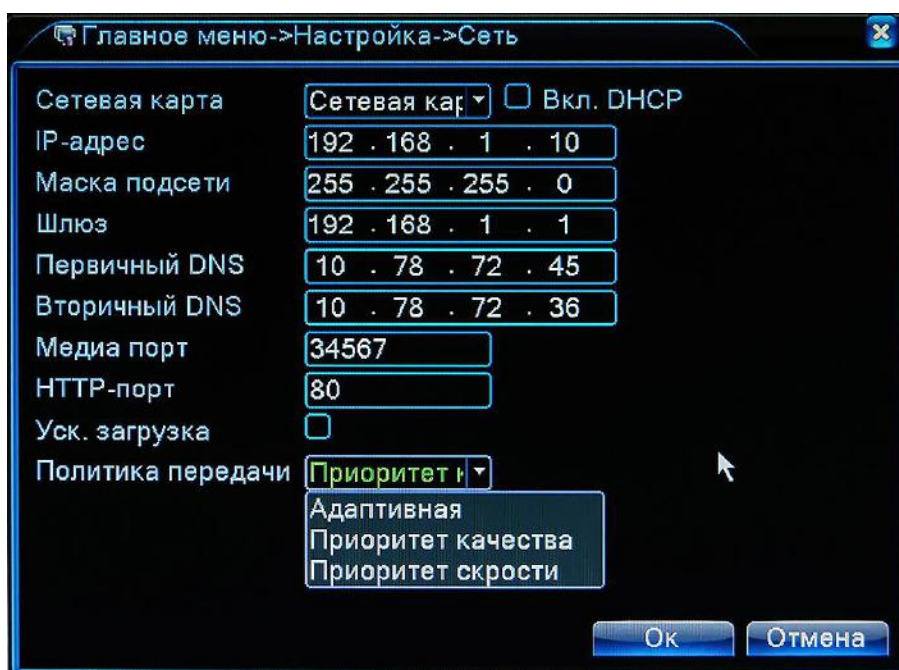 Главное меню->Настройка->Сеть
Сетевая карта Сетевая кар Вкл. DHCP
IP-адрес 192 . 168 . 1 . 10
Маска подсети 255 . 255 . 255 . 0
Шлюз 192 . 168 . 1 . 1
Первичный DNS 10 . 78 . 72 . 45
Вторичный DNS 10 . 78 . 72 . 36
Медиа порт 34567
HTTP-порт 80
Уск. загрузка
Политика передачи Приоритет к
Адаптивная
Приоритет качества
Приоритет скрости
Ок Отмена